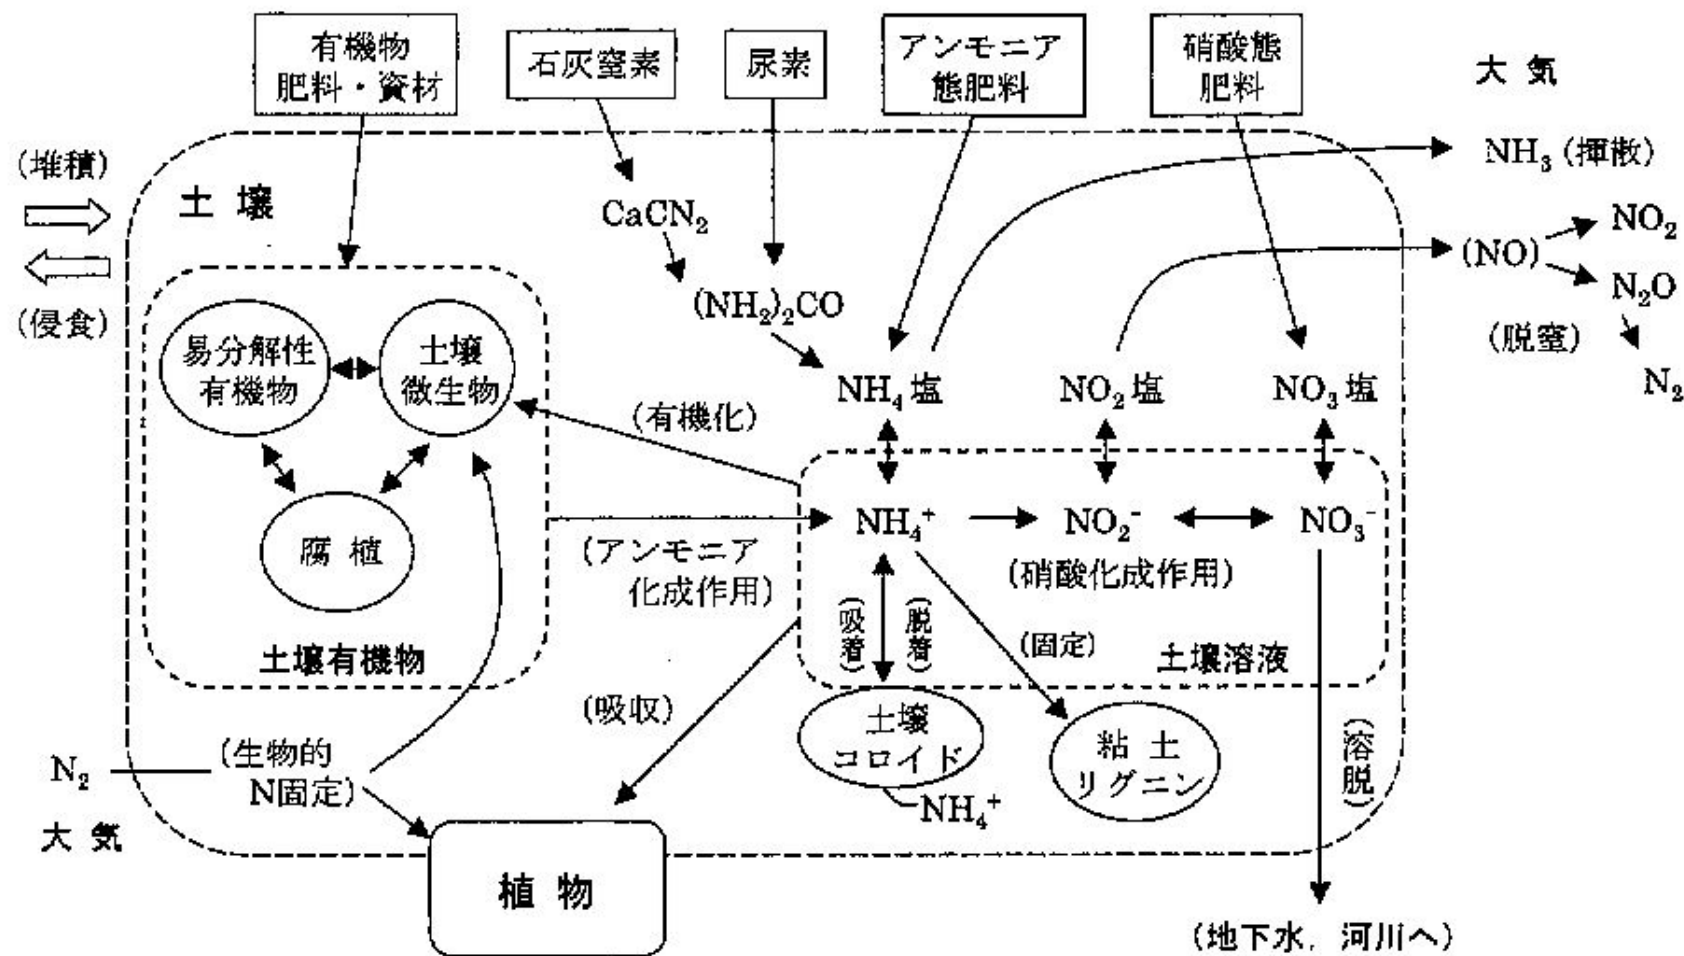 有機物
肥料・資材
石灰窒素
尿素
アンモニア
態肥料
硝酸態
肥料
大気
(堆積)
(侵食)
土壌
CaCN₂
(NH₂)₂CO
NH₃(揮散)
(NO)
NO₂
N₂O
N₂
(脱窒)
易分解性
有機物
土壌
微生物
腐植
土壌有機物
(有機化)
NH₄塩
NO₂塩
NO₃塩
NH₄⁺
NO₂⁻
NO₃⁻
(アンモニア
化成作用)
(硝酸化成作用)
(吸着)
(脱着)
(固定)
土壌溶液
(吸収)
土壌
コロイド
NH₄⁺
粘土
リグニン
(溶脱)
N₂
大気
(生物的
N固定)
植物
(地下水,河川へ)